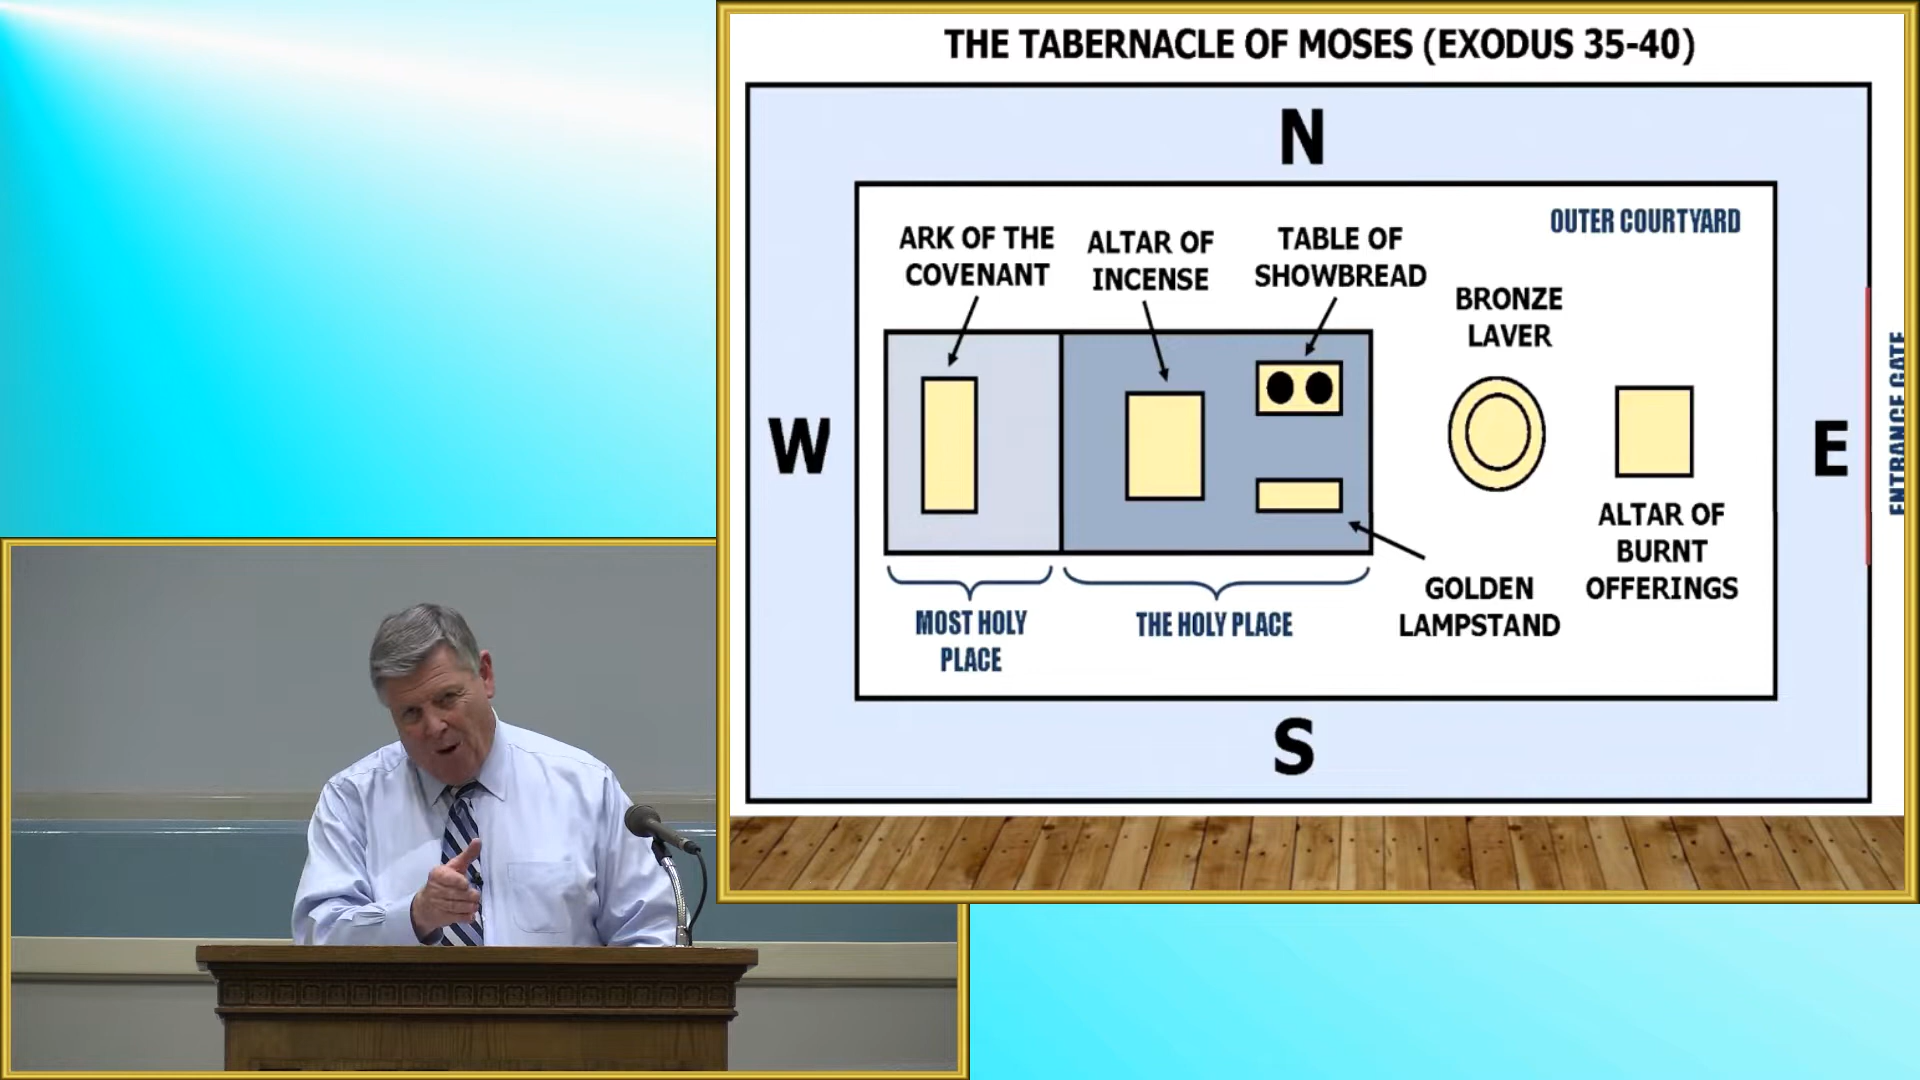 THE TABERNACLE OF MOSES (EXODUS 35-40)
N
OUTER COURTYARD
ARK OF THE
COVENANT
ALTAR OF
INCENSE
TABLE OF
SHOWBREAD
BRONZE
LAVER
W
E
ENTRANCE GATE
ALTAR OF
BURNT
OFFERINGS
GOLDEN
LAMPSTAND
MOST HOLY
PLACE
THE HOLY PLACE
S